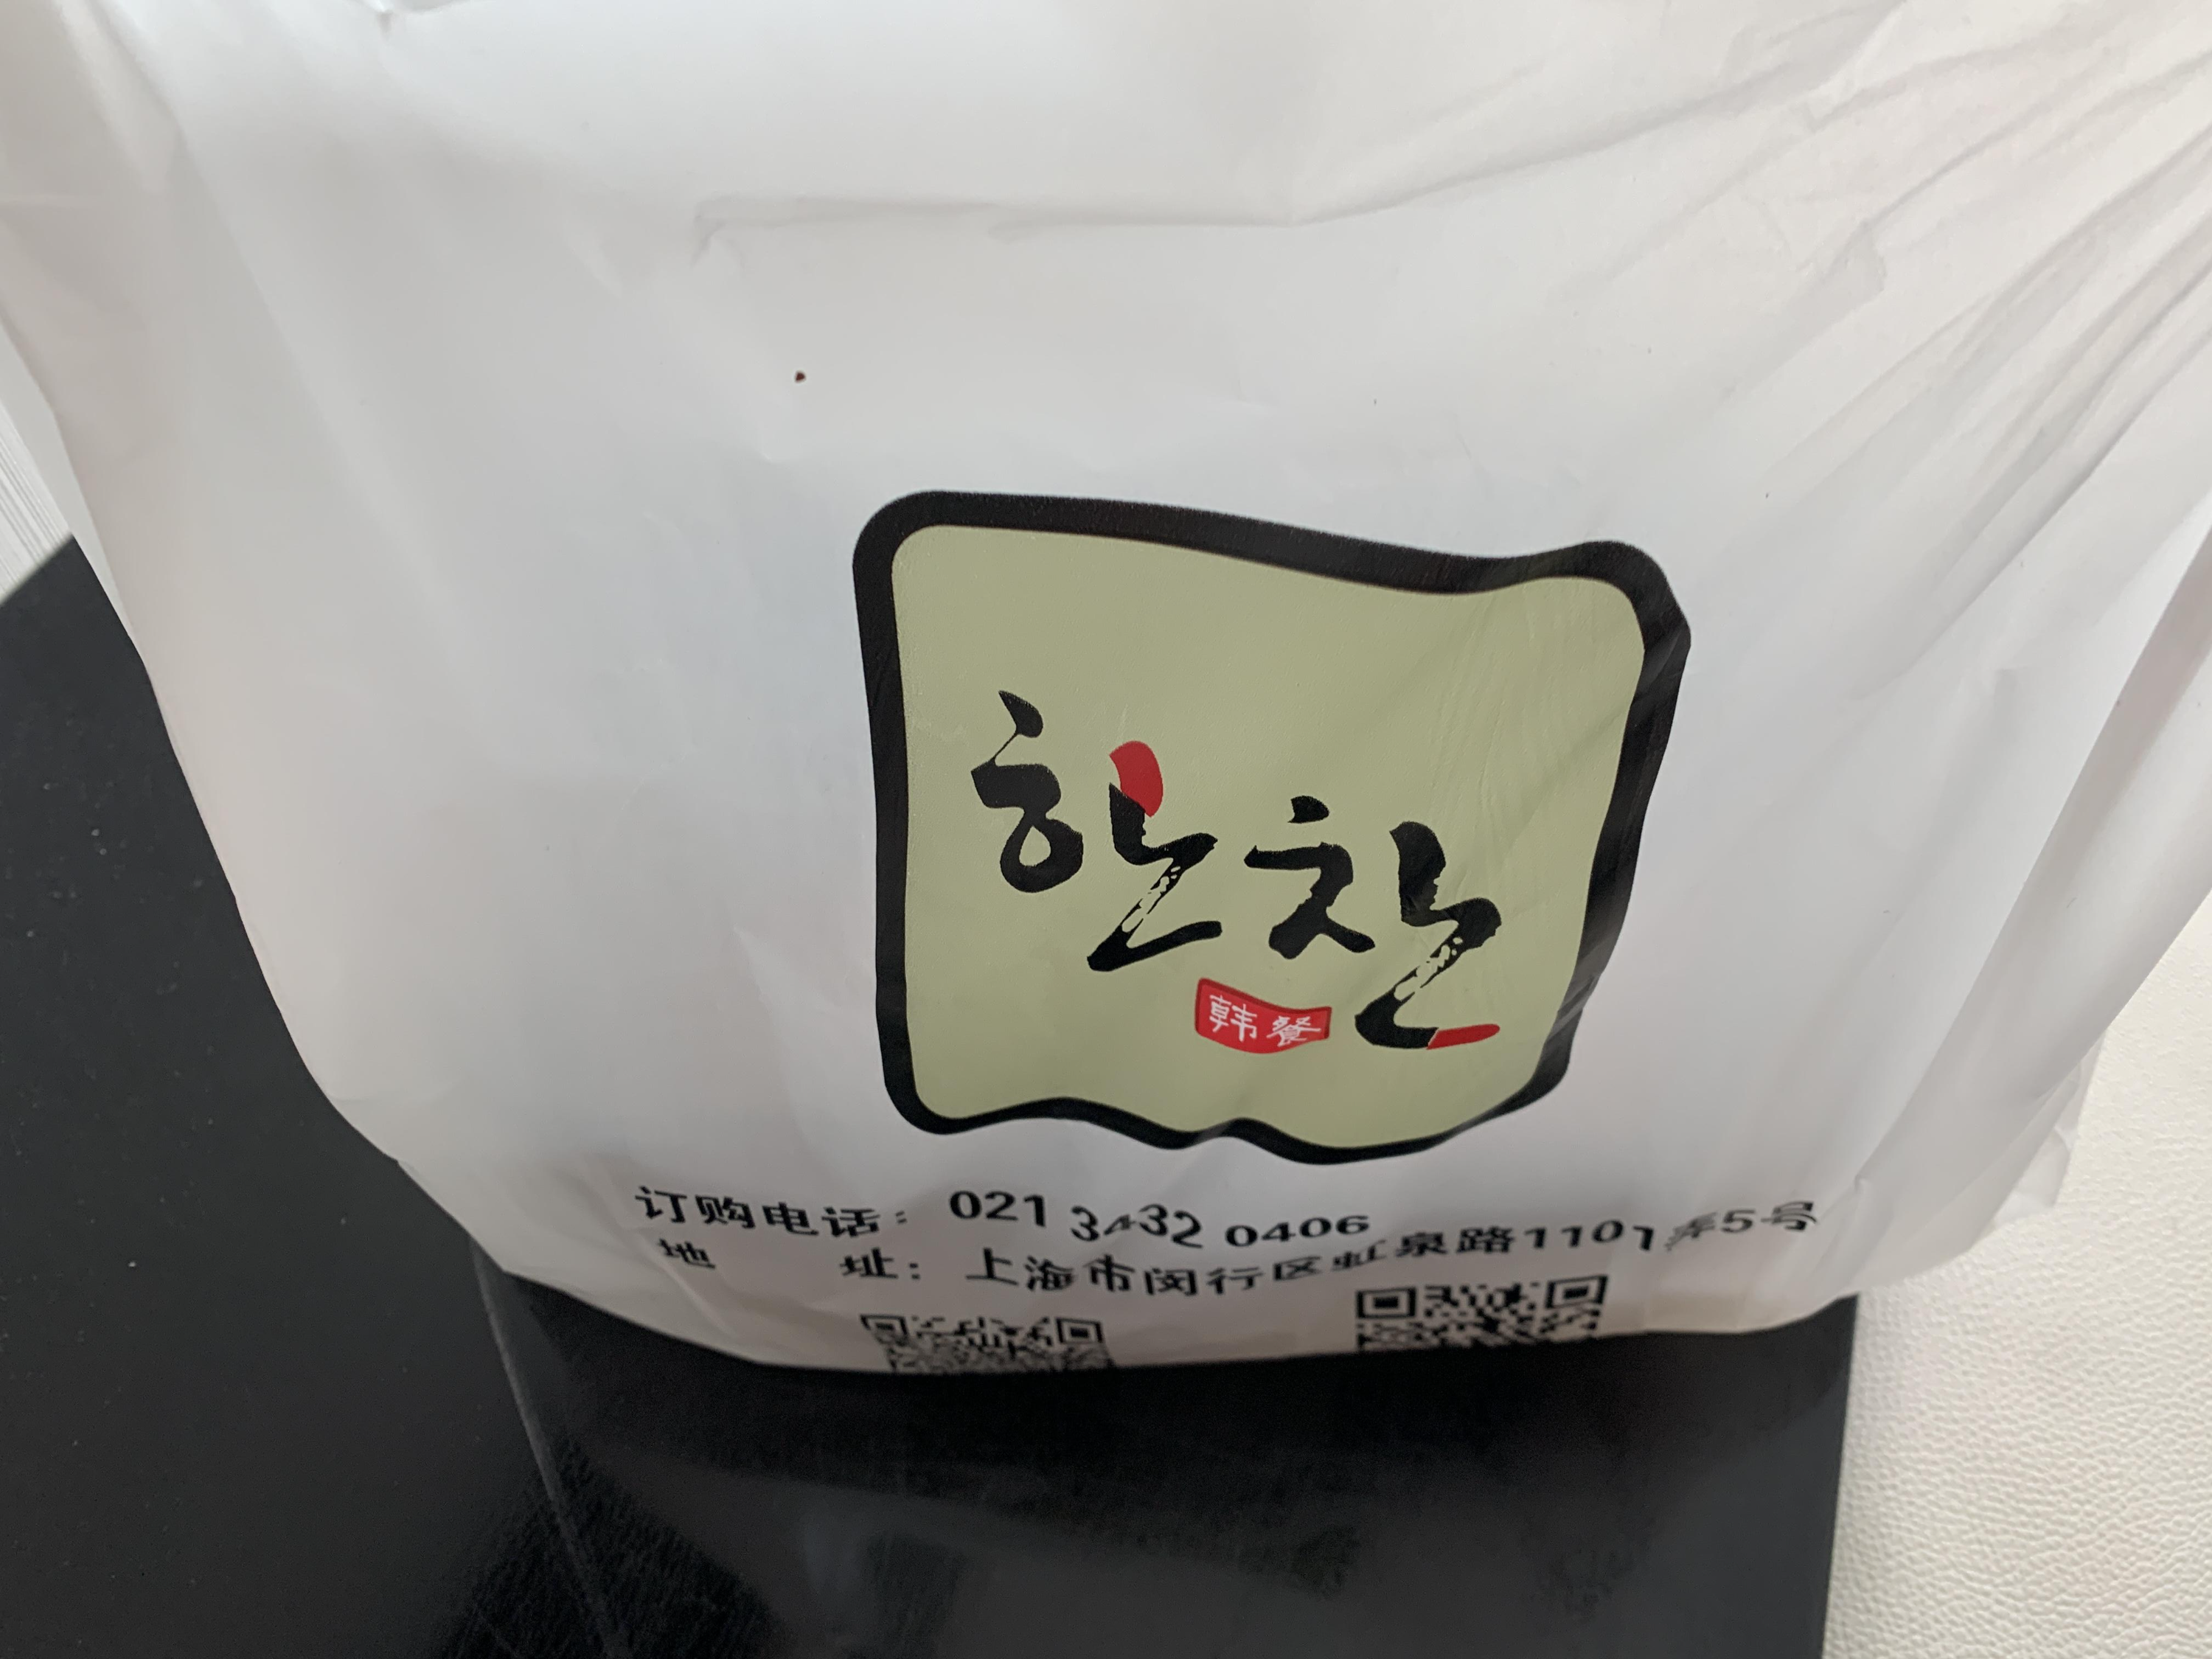 한찬
韩餐
订购电话: 021 3432 0406
地 址: 上海市闵行区虹泉路1101弄5号